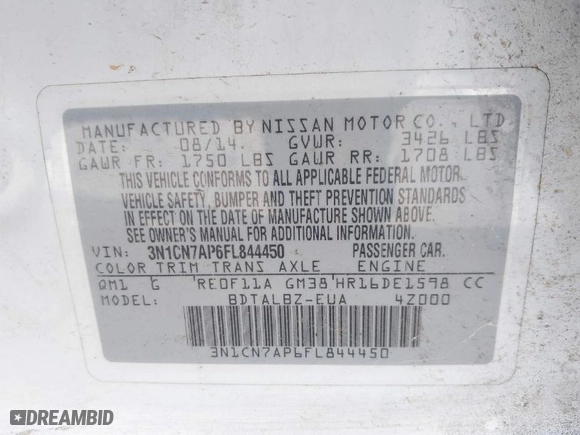 MANUFACTURED BY NISSAN MOTOR CO., LTD.
DATE: 08/14. GVWR: 3426 LBS
GAWR FR: 1750 LBS GAWR RR: 1708 LBS
THIS VEHICLE CONFORMS TO ALL APPLICABLE FEDERAL MOTOR
VEHICLE SAFETY, BUMPER AND THEFT PREVENTION STANDARDS
IN EFFECT ON THE DATE OF MANUFACTURE SHOWN ABOVE.
SEE OWNER'S MANUAL FOR ADDITIONAL INFORMATION.
VIN: 3N1CN7AP6FL844450 PASSENGER CAR.
COLOR TRIM TRANS AXLE ENGINE
QM1 G 'RE0F11A GM38'HR16DE1598 CC
MODEL: BDTALBZ-EUA 4Z000
3N1CN7AP6FL844450
DREAMBID